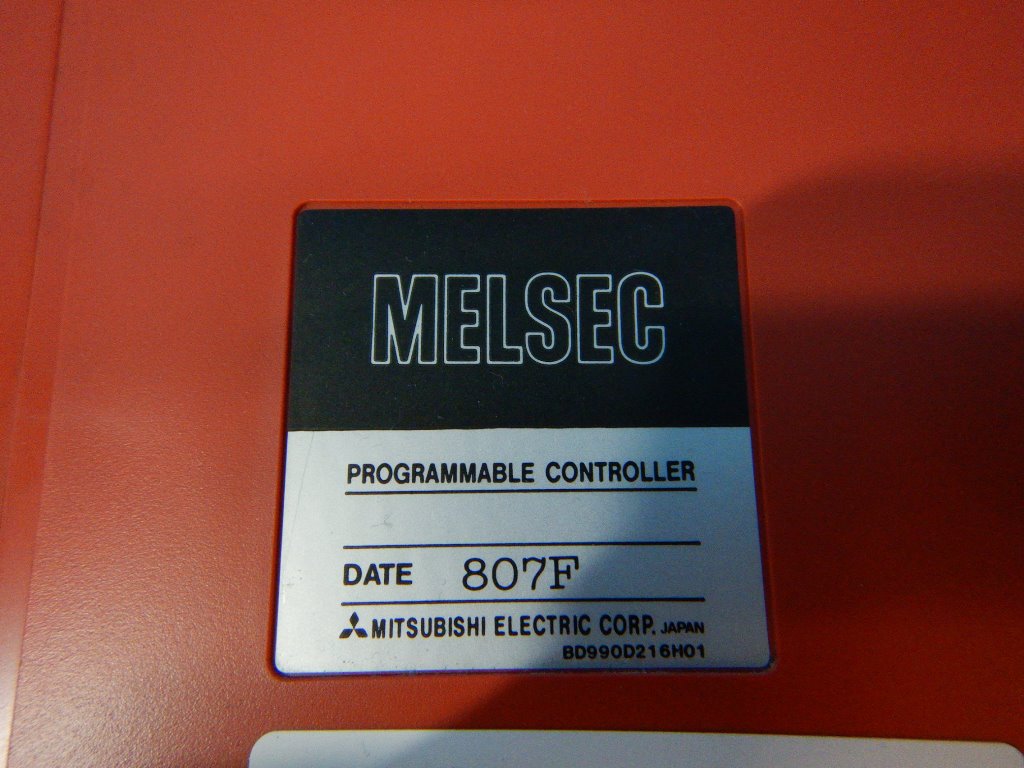 MELSEC
PROGRAMMABLE CONTROLLER
DATE 807F
MITSUBISHI ELECTRIC CORP. JAPAN
BD990D216H01